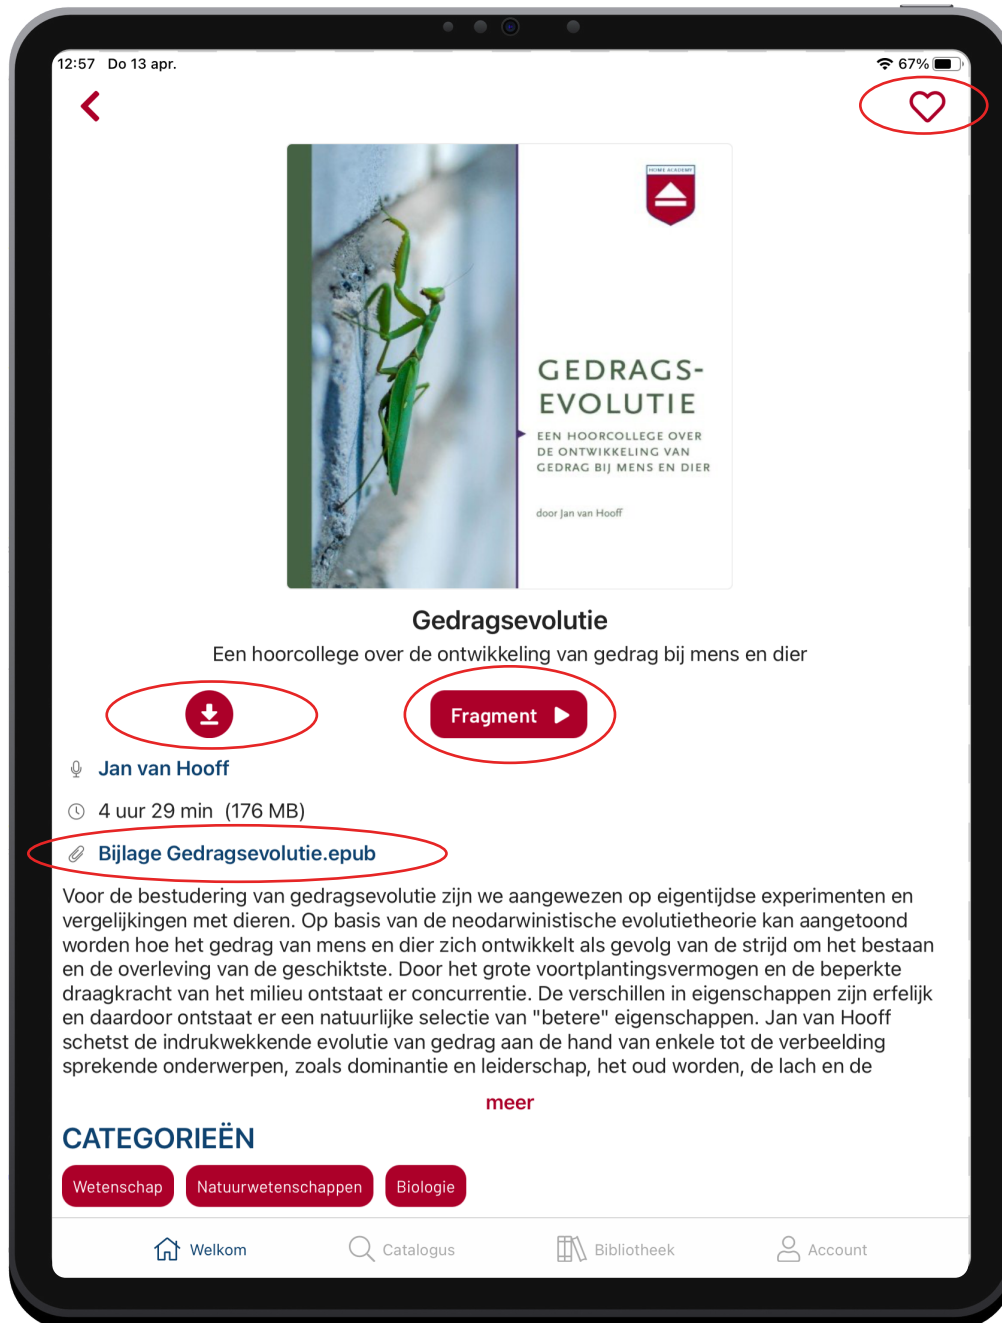 12:57 Do 13 apr.
67%
HOME ACADEMY
GEDRAGS-
EVOLUTIE
EEN HOORCOLLEGE OVER
DE ONTWIKKELING VAN
GEDRAG BIJ MENS EN DIER
door Jan van Hooff
Gedragsevolutie
Een hoorcollege over de ontwikkeling van gedrag bij mens en dier
Fragment
Jan van Hooff
4 uur 29 min (176 MB)
Bijlage Gedragsevolutie.epub
Voor de bestudering van gedragsevolutie zijn we aangewezen op eigentijdse experimenten en
vergelijkingen met dieren. Op basis van de neodarwinistische evolutietheorie kan aangetoond
worden hoe het gedrag van mens en dier zich ontwikkelt als gevolg van de strijd om het bestaan
en de overleving van de geschiktste. Door het grote voortplantingsvermogen en de beperkte
draagkracht van het milieu ontstaat er concurrentie. De verschillen in eigenschappen zijn erfelijk
en daardoor ontstaat er een natuurlijke selectie van "betere" eigenschappen. Jan van Hooff
schetst de indrukwekkende evolutie van gedrag aan de hand van enkele tot de verbeelding
sprekende onderwerpen, zoals dominantie en leiderschap, het oud worden, de lach en de
meer
CATEGORIEËN
Wetenschap Natuurwetenschappen Biologie
Welkom Catalogus Bibliotheek Account